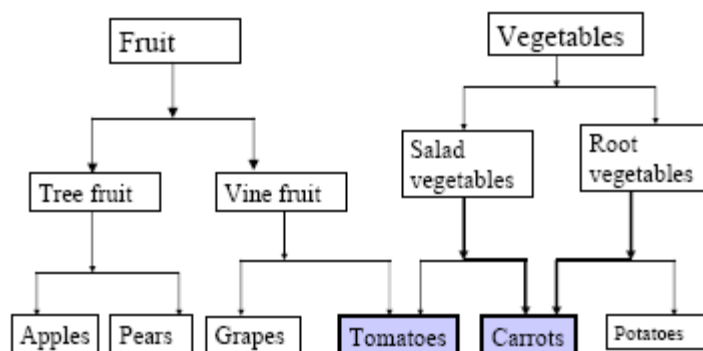 Fruit
Vegetables
Tree fruit
Vine fruit
Salad
vegetables
Root
vegetables
Apples
Pears
Grapes
Tomatoes
Carrots
Potatoes